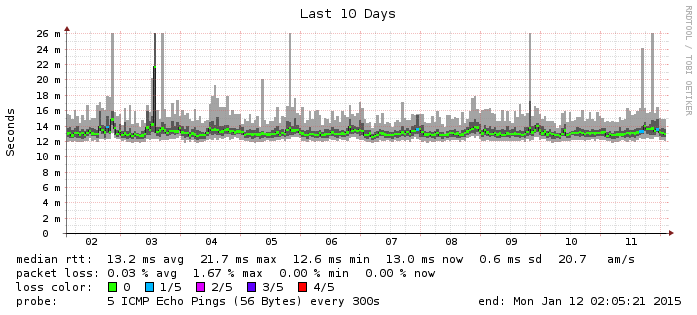 Last 10 Days
RRDTOOL / TOBI OETIKER
Seconds
26 m
24 m
22 m
20 m
18 m
16 m
14 m
12 m
10 m
8 m
6 m
4 m
2 m
0
02 03 04 05 06 07 08 09 10 11
median rtt: 13.2 ms avg 21.7 ms max 12.6 ms min 13.0 ms now 0.6 ms sd 20.7 am/s
packet loss: 0.03 % avg 1.67 % max 0.00 % min 0.00 % now
loss color: 0 1/5 2/5 3/5 4/5
probe: 5 ICMP Echo Pings (56 Bytes) every 300s end: Mon Jan 12 02:05:21 2015